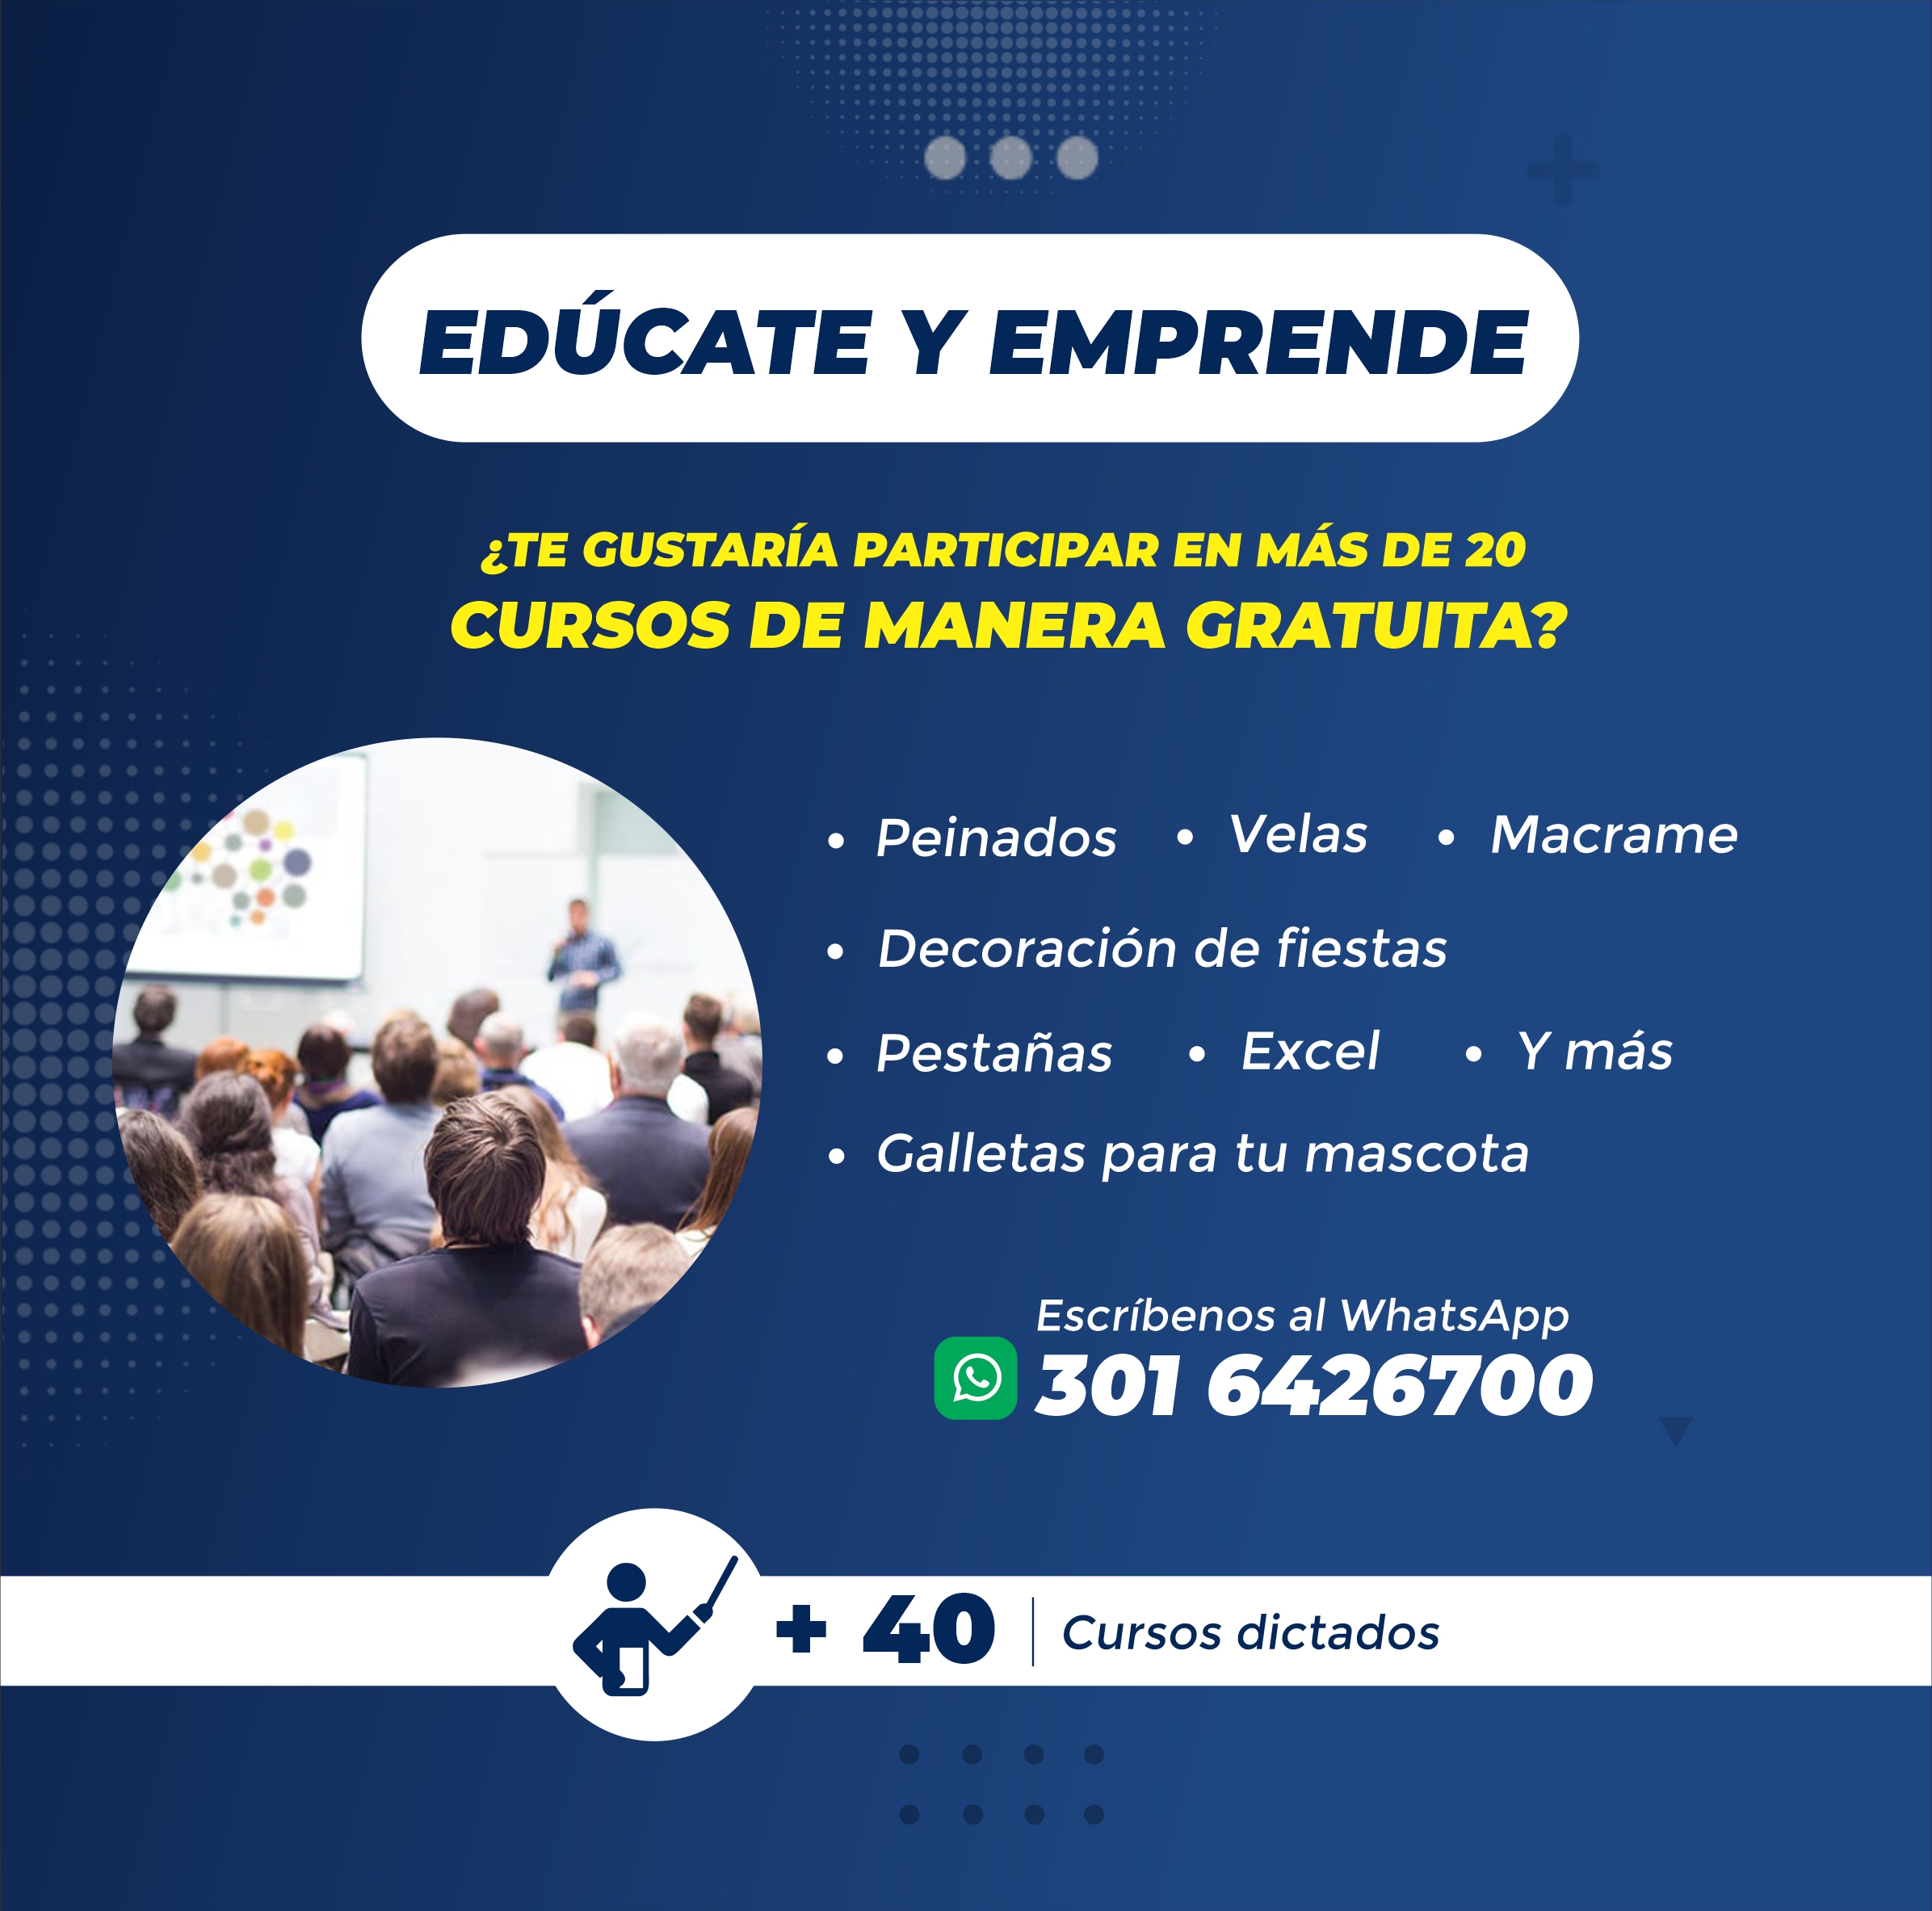 EDÚCATE Y EMPRENDE
¿TE GUSTARÍA PARTICIPAR EN MÁS DE 20
CURSOS DE MANERA GRATUITA?
• Peinados • Velas • Macrame
• Decoración de fiestas
• Pestañas • Excel • Y más
• Galletas para tu mascota
Escríbenos al WhatsApp
301 6426700
+ 40 | Cursos dictados